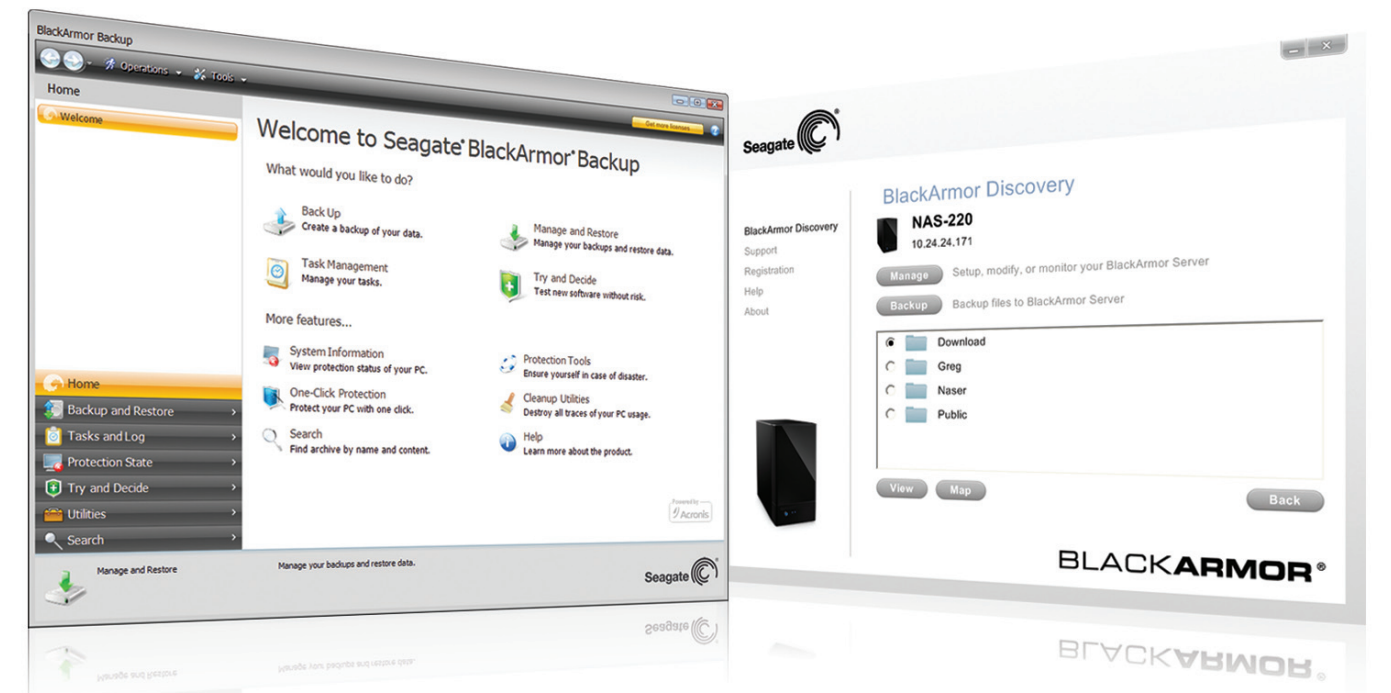 BlackArmor Backup
Operations
Tools
Home
Welcome
Get more licenses
Welcome to Seagate® BlackArmor® Backup
What would you like to do?
Back Up
Create a backup of your data.
Manage and Restore
Manage your backups and restore data.
Task Management
Manage your tasks.
Try and Decide
Test new software without risk.
More features...
System Information
View protection status of your PC.
Protection Tools
Ensure yourself in case of disaster.
One-Click Protection
Protect your PC with one click.
Cleanup Utilities
Destroy all traces of your PC usage.
Search
Find archive by name and content.
Help
Learn more about the product.
Home
Backup and Restore
Tasks and Log
Protection State
Try and Decide
Utilities
Search
Powered by
Acronis
Manage and Restore
Manage your backups and restore data.
Seagate
Seagate
BlackArmor Discovery
Support
Registration
Help
About
BlackArmor Discovery
NAS-220
10.24.24.171
Manage
Setup, modify, or monitor your BlackArmor Server
Backup
Backup files to BlackArmor Server
Download
Greg
Naser
Public
View
Map
Back
BLACKARMOR®